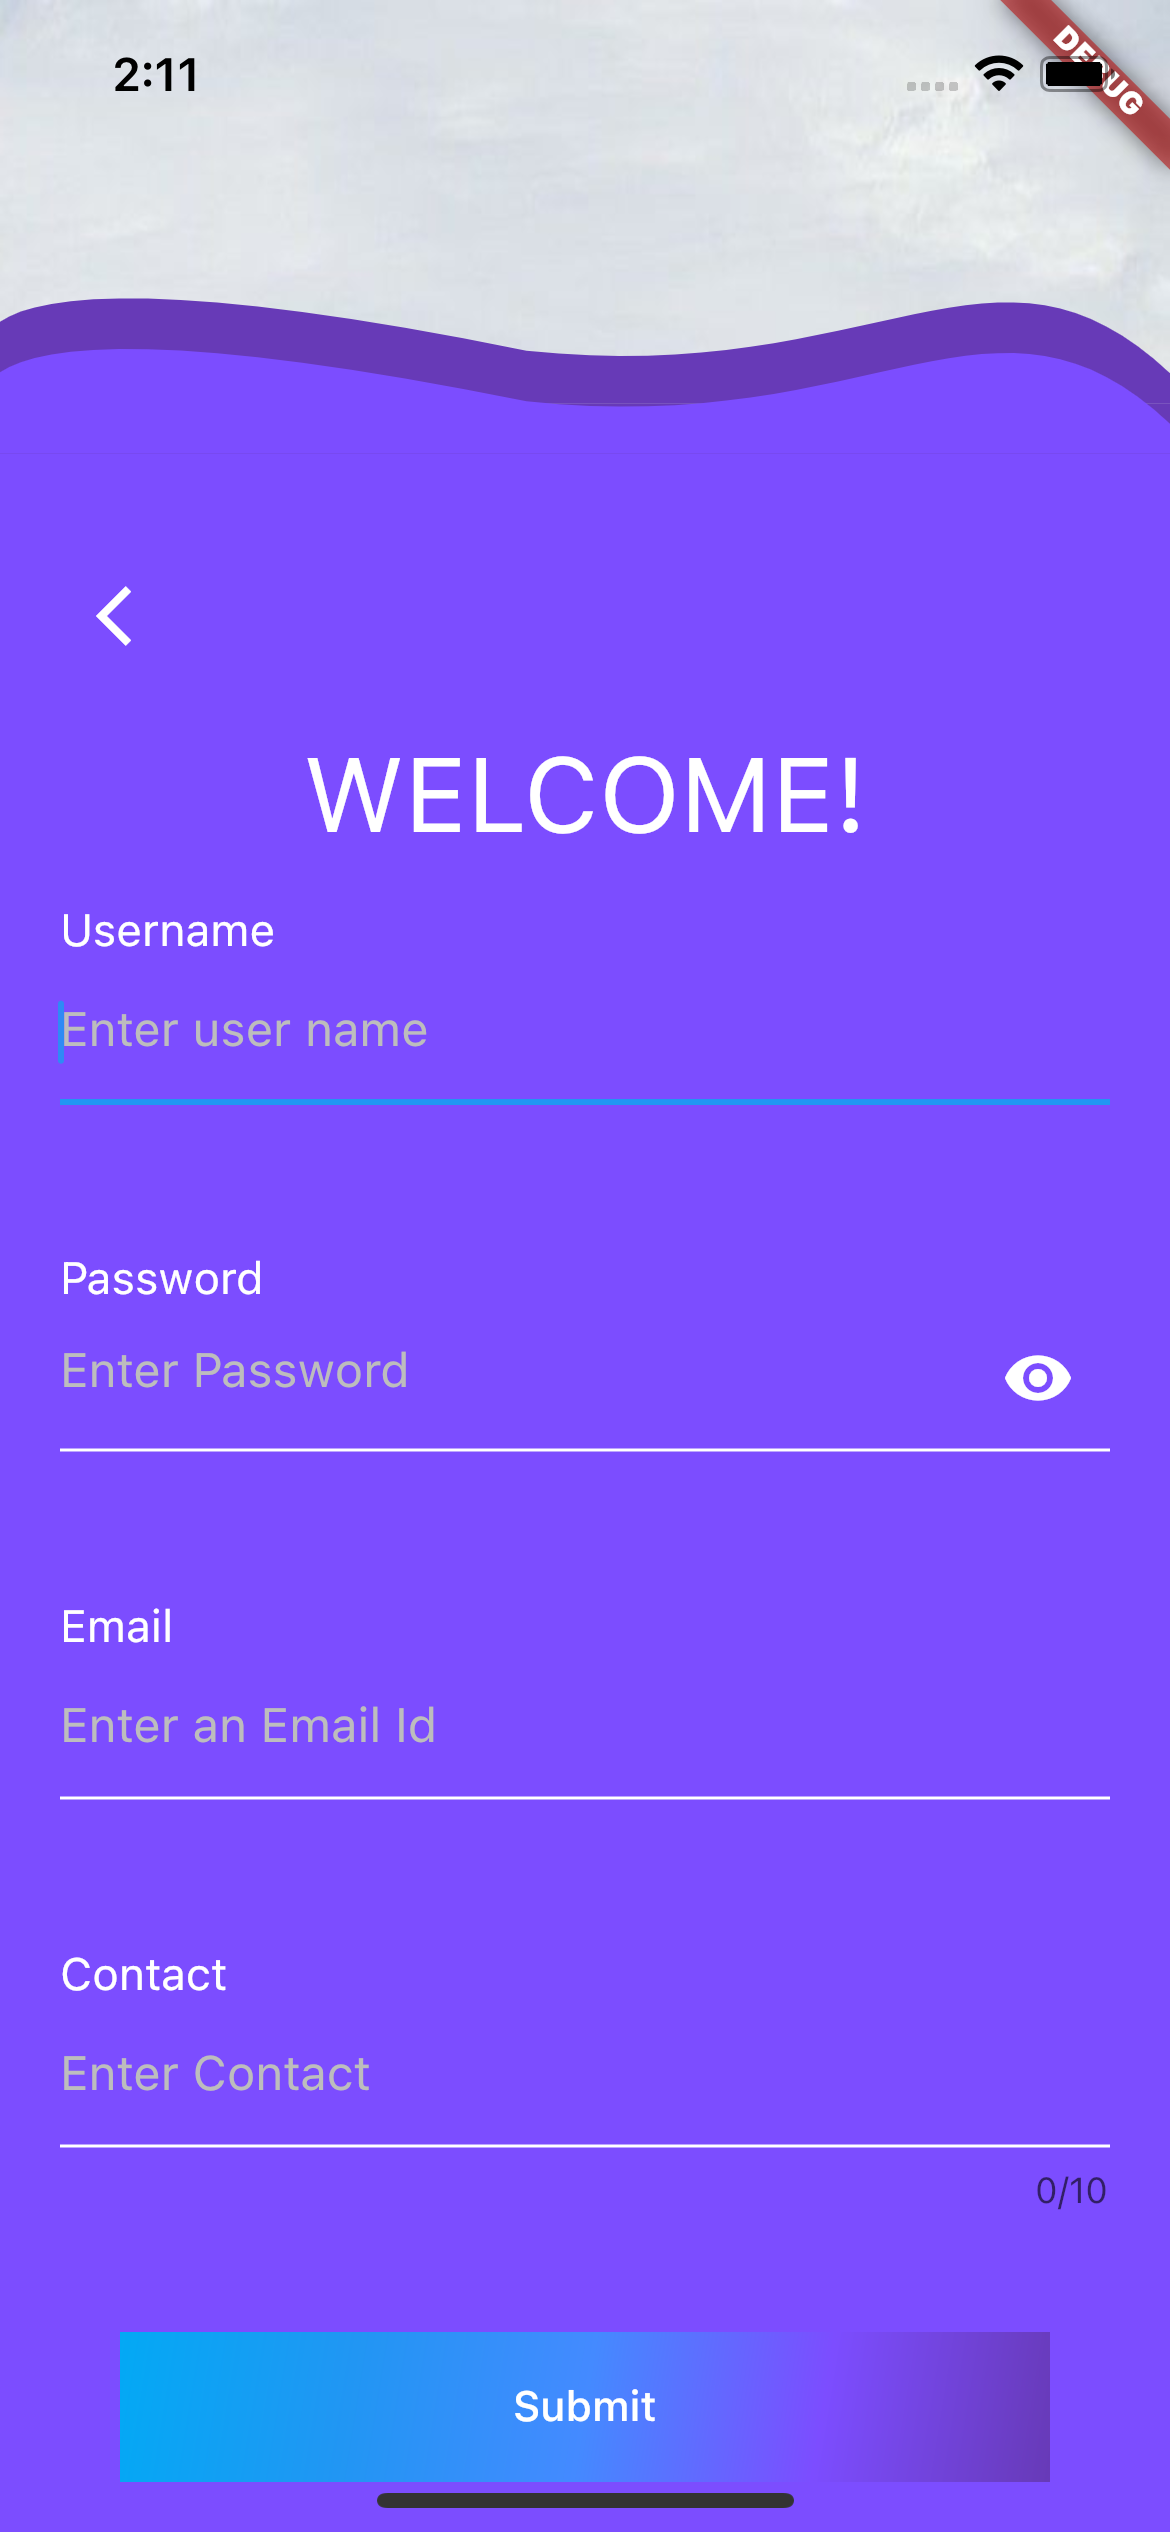 2:11
DEBUG
WELCOME!
Username
Enter user name
Password
Enter Password
Email
Enter an Email Id
Contact
Enter Contact
0/10
Submit